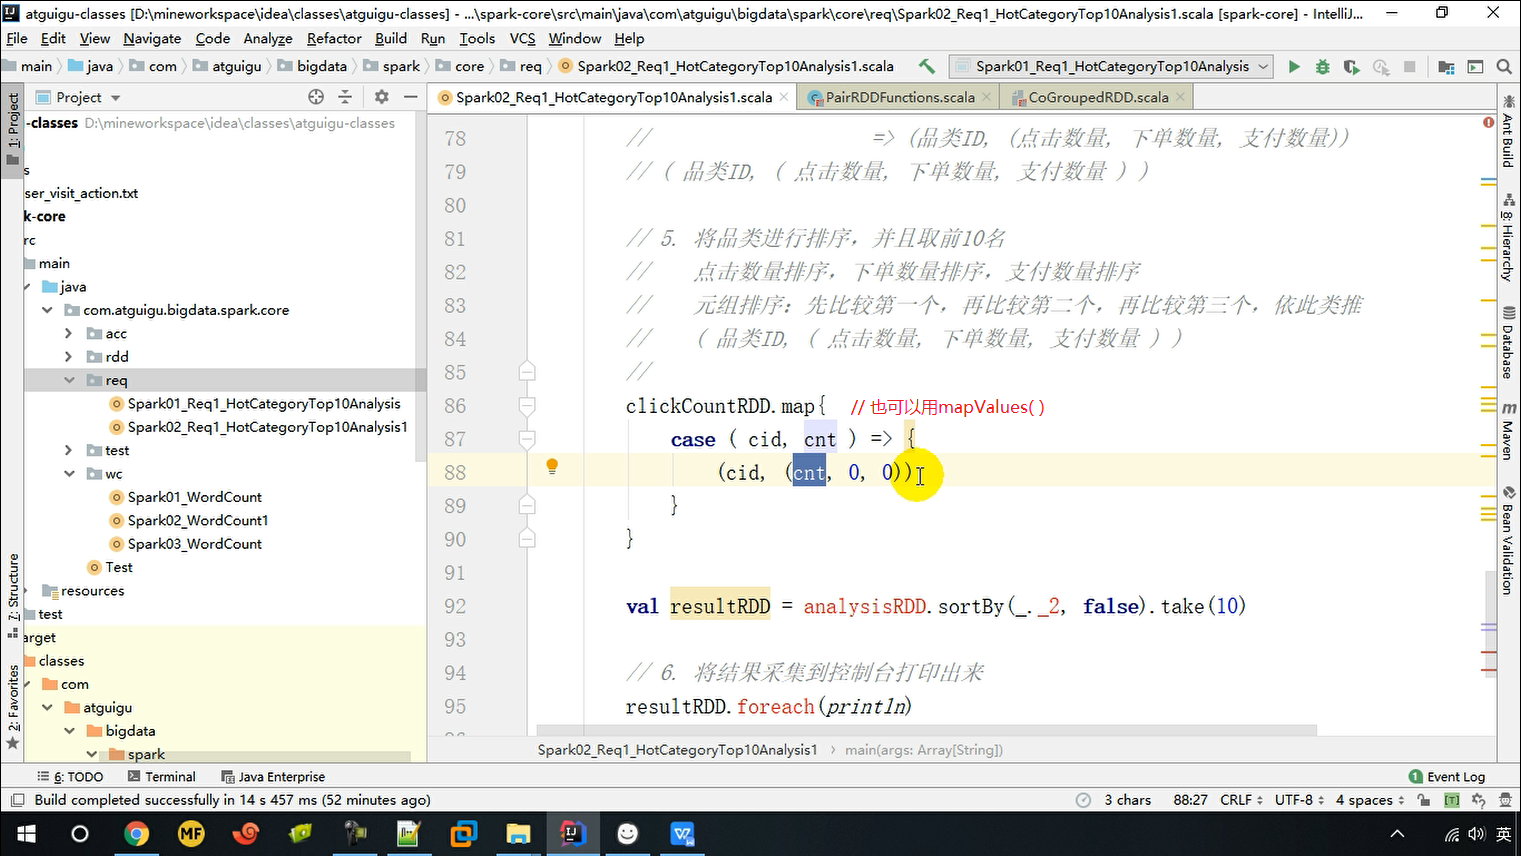 atguigu-classes [D:\mineworkspace\idea\classes\atguigu-classes] - ...\spark-core\src\main\java\com\atguigu\bigdata\spark\core\req\Spark02_Req1_HotCategoryTop10Analysis1.scala [spark-core] - IntelliJ...
File Edit View Navigate Code Analyze Refactor Build Run Tools VCS Window Help
main java com atguigu bigdata spark core req Spark02_Req1_HotCategoryTop10Analysis1.scala Spark01_Req1_HotCategoryTop10Analysis
Project Spark02_Req1_HotCategoryTop10Analysis1.scala PairRDDFunctions.scala CoGroupedRDD.scala
-classes D:\mineworkspace\idea\classes\atguigu-classes
s
ser_visit_action.txt
k-core
rc
main
java
com.atguigu.bigdata.spark.core
acc
rdd
req
Spark01_Req1_HotCategoryTop10Analysis
Spark02_Req1_HotCategoryTop10Analysis1
test
wc
Spark01_WordCount
Spark02_WordCount1
Spark03_WordCount
Test
resources
test
arget
classes
com
atguigu
bigdata
spark
1: Project
7: Structure
2: Favorites
78 // => (品类ID, (点击数量, 下单数量, 支付数量))
79 // ( 品类ID, ( 点击数量, 下单数量, 支付数量 ) )
80
81 // 5. 将品类进行排序，并且取前10名
82 // 点击数量排序，下单数量排序，支付数量排序
83 // 元组排序：先比较第一个，再比较第二个，再比较第三个，依此类推
84 // ( 品类ID, ( 点击数量, 下单数量, 支付数量 ) )
85 //
86 clickCountRDD.map{ // 也可以用mapValues( )
87 case ( cid, cnt ) => {
88 (cid, (cnt, 0, 0))
89 }
90 }
91
92 val resultRDD = analysisRDD.sortBy(_._2, false).take(10)
93
94 // 6. 将结果采集到控制台打印出来
95 resultRDD.foreach(println)
Spark02_Req1_HotCategoryTop10Analysis1 › main(args: Array[String])
Ant Build
8: Hierarchy
Database
m Maven
Bean Validation
6: TODO Terminal Java Enterprise 1 Event Log
Build completed successfully in 14 s 457 ms (52 minutes ago) 3 chars 88:27 CRLF UTF-8 4 spaces [T]
MF 英